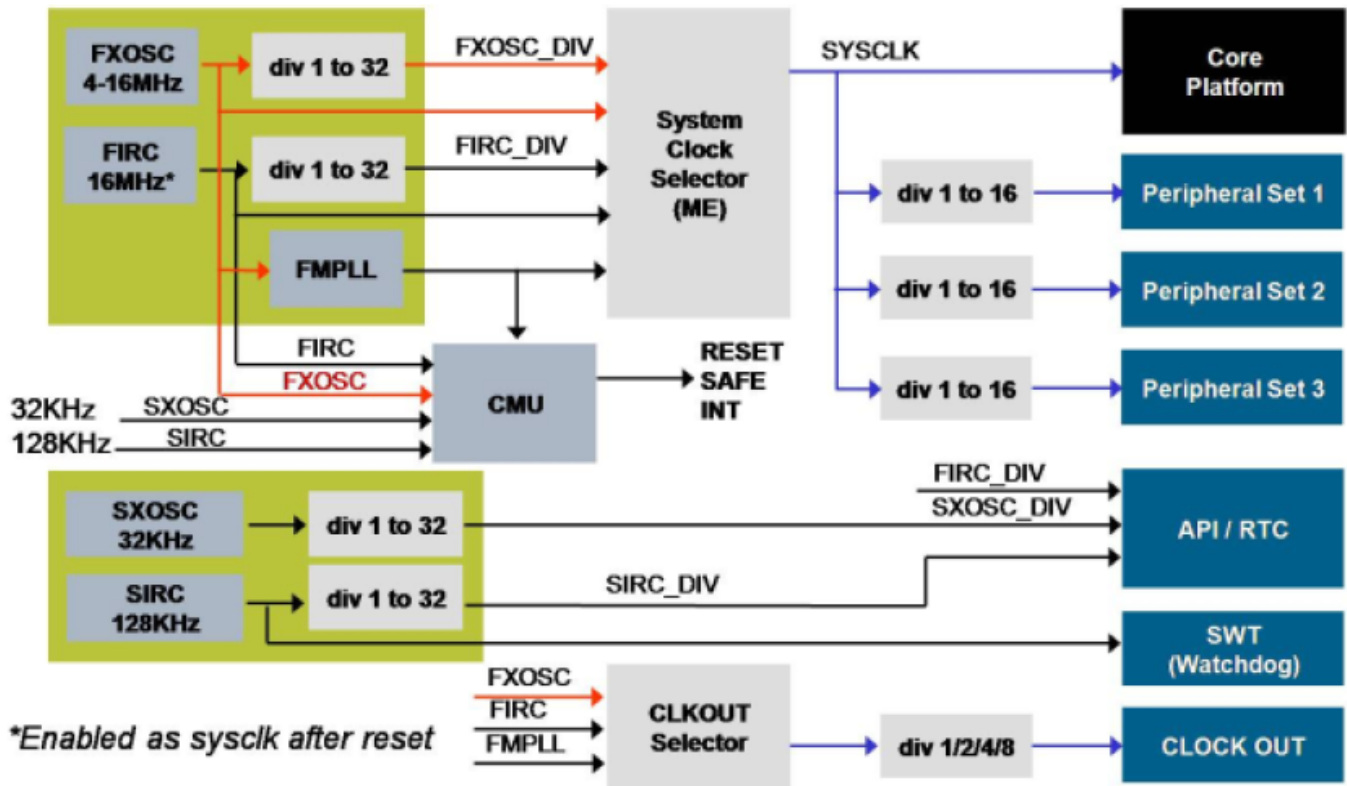 FXOSC
4-16MHz
div 1 to 32
FXOSC_DIV
FIRC
16MHz*
div 1 to 32
FIRC_DIV
FMPLL
System
Clock
Selector
(ME)
SYSCLK
Core
Platform
div 1 to 16
Peripheral Set 1
div 1 to 16
Peripheral Set 2
div 1 to 16
Peripheral Set 3
FIRC
FXOSC
32KHz
SXOSC
128KHz
SIRC
CMU
RESET
SAFE
INT
SXOSC
32KHz
div 1 to 32
SIRC
128KHz
div 1 to 32
FIRC_DIV
SXOSC_DIV
SIRC_DIV
API / RTC
SWT
(Watchdog)
FXOSC
FIRC
FMPLL
CLKOUT
Selector
div 1/2/4/8
CLOCK OUT
*Enabled as sysclk after reset